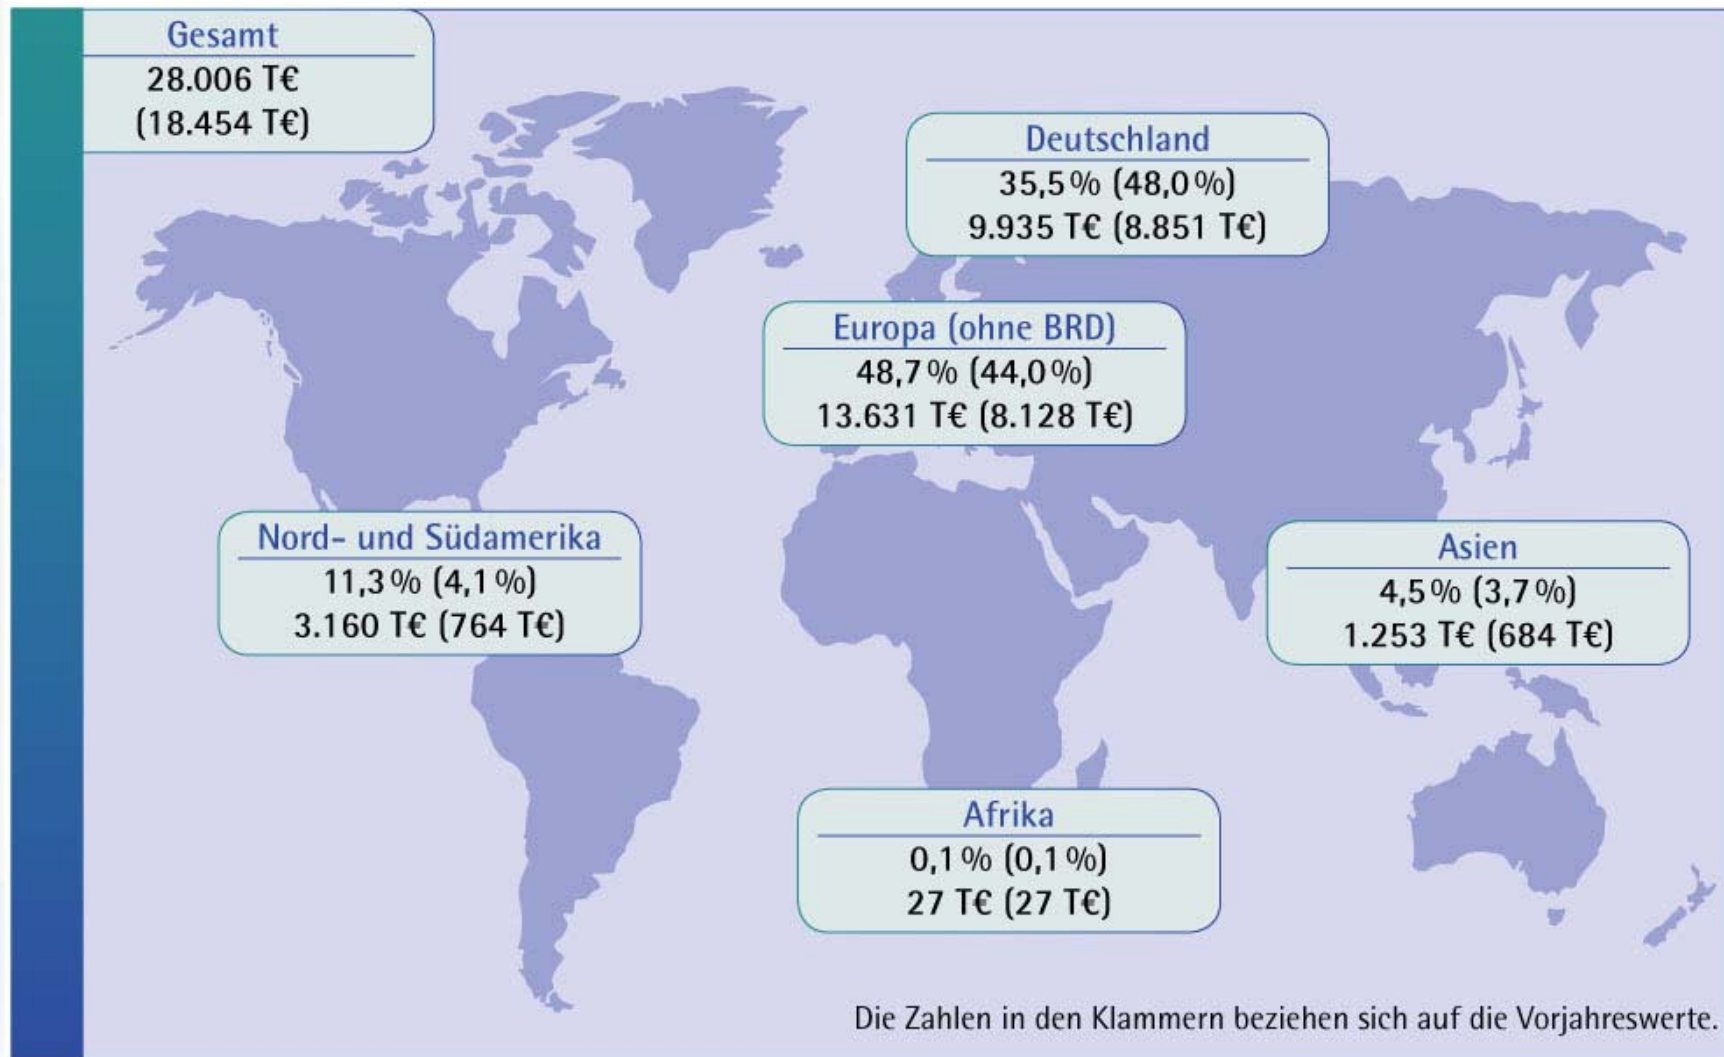 Gesamt
28.006 T€
(18.454 T€)
Deutschland
35,5% (48,0%)
9.935 T€ (8.851 T€)
Europa (ohne BRD)
48,7% (44,0%)
13.631 T€ (8.128 T€)
Nord- und Südamerika
11,3% (4,1%)
3.160 T€ (764 T€)
Asien
4,5% (3,7%)
1.253 T€ (684 T€)
Afrika
0,1% (0,1%)
27 T€ (27 T€)
Die Zahlen in den Klammern beziehen sich auf die Vorjahreswerte.